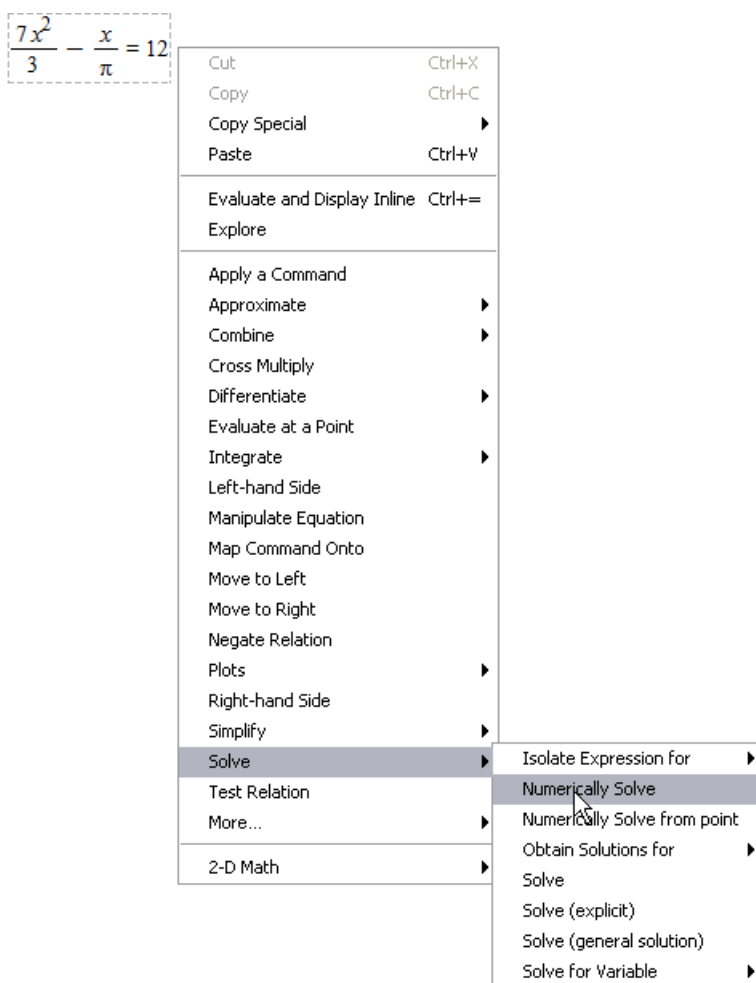 7x²/3 − x/π = 12
Cut Ctrl+X
Copy Ctrl+C
Copy Special
Paste Ctrl+V
Evaluate and Display Inline Ctrl+=
Explore
Apply a Command
Approximate
Combine
Cross Multiply
Differentiate
Evaluate at a Point
Integrate
Left-hand Side
Manipulate Equation
Map Command Onto
Move to Left
Move to Right
Negate Relation
Plots
Right-hand Side
Simplify
Solve
Test Relation
More...
2-D Math
Isolate Expression for
Numerically Solve
Numerically Solve from point
Obtain Solutions for
Solve
Solve (explicit)
Solve (general solution)
Solve for Variable